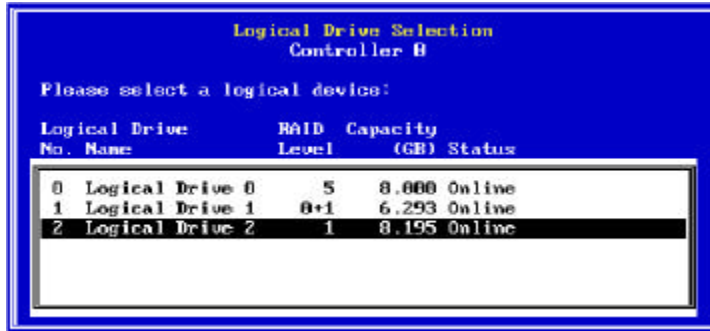 Logical Drive Selection
Controller 0
Please select a logical device:
Logical Drive RAID Capacity
No. Name Level (GB) Status
0 Logical Drive 0 5 8.000 Online
1 Logical Drive 1 0+1 6.293 Online
2 Logical Drive 2 1 8.195 Online